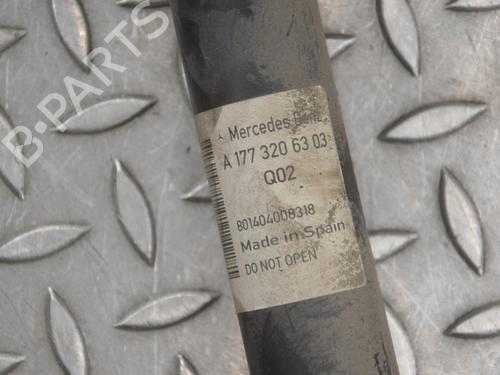 B-PARTS
Mercedes Benz
A 177 320 63 03
Q02
801404008318
Made in Spain
DO NOT OPEN